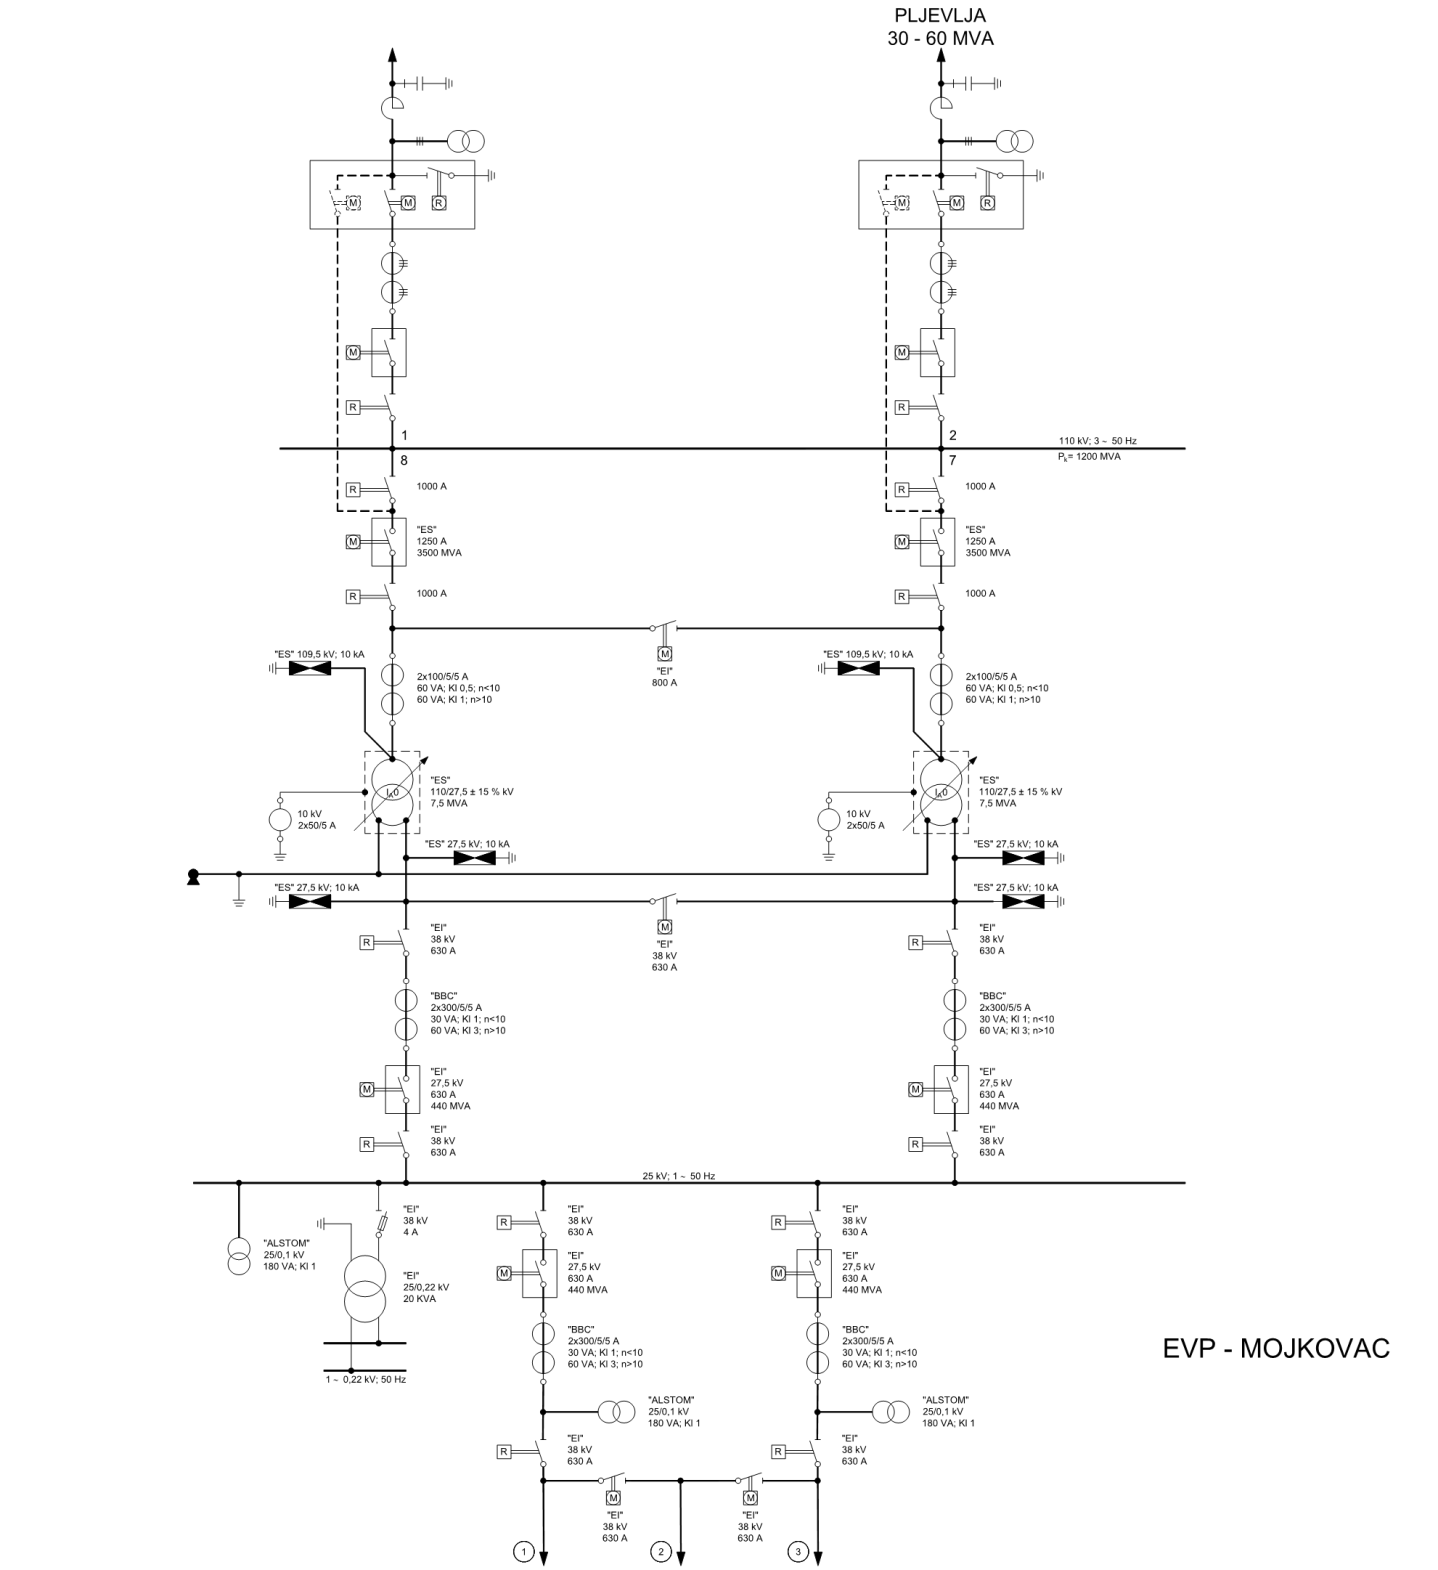 PLJEVLJA
30 - 60 MVA
M
M
R
M
M
R
M
M
R
R
1
2
110 kV; 3 ~ 50 Hz
8
7
Pk= 1200 MVA
R
1000 A
R
1000 A
M
"ES"
1250 A
3500 MVA
M
"ES"
1250 A
3500 MVA
R
1000 A
R
1000 A
M
"EI"
800 A
"ES" 109,5 kV; 10 kA
"ES" 109,5 kV; 10 kA
2x100/5/5 A
60 VA; Kl 0,5; n<10
60 VA; Kl 1; n>10
2x100/5/5 A
60 VA; Kl 0,5; n<10
60 VA; Kl 1; n>10
"ES"
110/27,5 ± 15 % kV
7,5 MVA
"ES"
110/27,5 ± 15 % kV
7,5 MVA
10 kV
2x50/5 A
10 kV
2x50/5 A
"ES" 27,5 kV; 10 kA
"ES" 27,5 kV; 10 kA
"ES" 27,5 kV; 10 kA
"ES" 27,5 kV; 10 kA
M
"EI"
38 kV
630 A
R
"EI"
38 kV
630 A
R
"EI"
38 kV
630 A
"BBC"
2x300/5/5 A
30 VA; Kl 1; n<10
60 VA; Kl 3; n>10
"BBC"
2x300/5/5 A
30 VA; Kl 1; n<10
60 VA; Kl 3; n>10
M
"EI"
27,5 kV
630 A
440 MVA
M
"EI"
27,5 kV
630 A
440 MVA
R
"EI"
38 kV
630 A
R
"EI"
38 kV
630 A
25 kV; 1 ~ 50 Hz
"EI"
38 kV
4 A
R
"EI"
38 kV
630 A
R
"EI"
38 kV
630 A
"ALSTOM"
25/0,1 kV
180 VA; Kl 1
"EI"
25/0,22 kV
20 KVA
M
"EI"
27,5 kV
630 A
440 MVA
M
"EI"
27,5 kV
630 A
440 MVA
"BBC"
2x300/5/5 A
30 VA; Kl 1; n<10
60 VA; Kl 3; n>10
"BBC"
2x300/5/5 A
30 VA; Kl 1; n<10
60 VA; Kl 3; n>10
EVP - MOJKOVAC
1 ~ 0,22 kV; 50 Hz
"ALSTOM"
25/0,1 kV
180 VA; Kl 1
"ALSTOM"
25/0,1 kV
180 VA; Kl 1
R
"EI"
38 kV
630 A
R
"EI"
38 kV
630 A
M
"EI"
38 kV
630 A
M
"EI"
38 kV
630 A
1
2
3